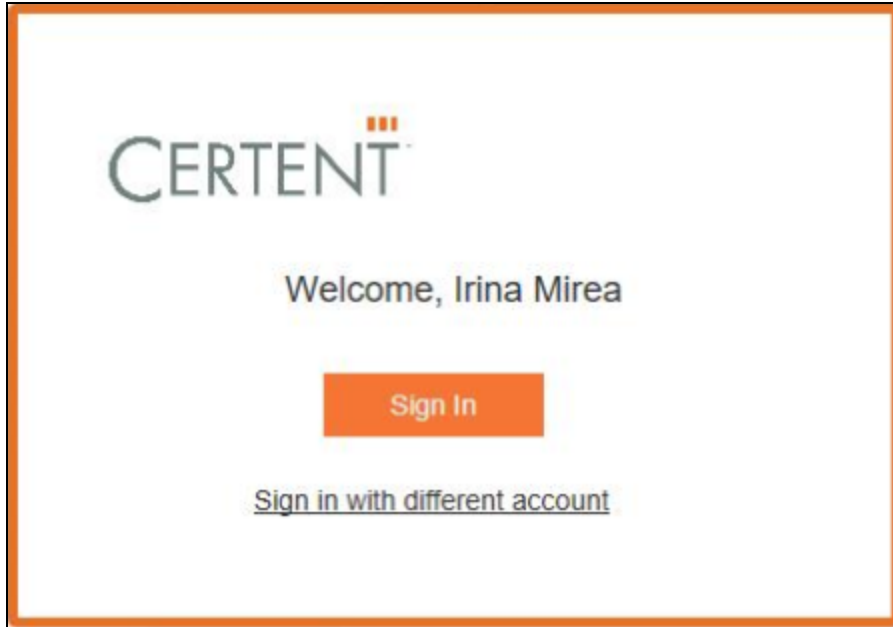 CERTENT
Welcome, Irina Mirea
Sign In
Sign in with different account